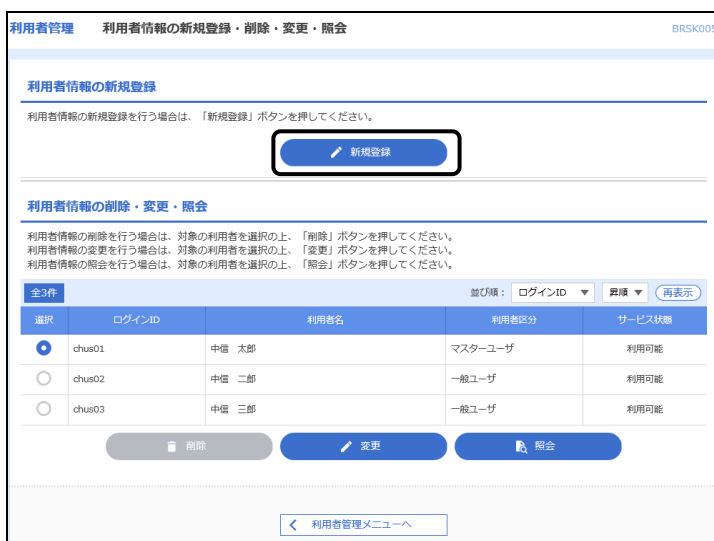 利用者管理 利用者情報の新規登録・削除・変更・照会 BRSK005
利用者情報の新規登録
利用者情報の新規登録を行う場合は、「新規登録」ボタンを押してください。
新規登録
利用者情報の削除・変更・照会
利用者情報の削除を行う場合は、対象の利用者を選択の上、「削除」ボタンを押してください。
利用者情報の変更を行う場合は、対象の利用者を選択の上、「変更」ボタンを押してください。
利用者情報の照会を行う場合は、対象の利用者を選択の上、「照会」ボタンを押してください。
全3件 並び順： ログインID ▼ 昇順 ▼ 再表示
選択 ログインID 利用者名 利用者区分 サービス状態
chus01 中信 太郎 マスターユーザ 利用可能
chus02 中信 二郎 一般ユーザ 利用可能
chus03 中信 三郎 一般ユーザ 利用可能
削除 変更 照会
利用者管理メニューへ